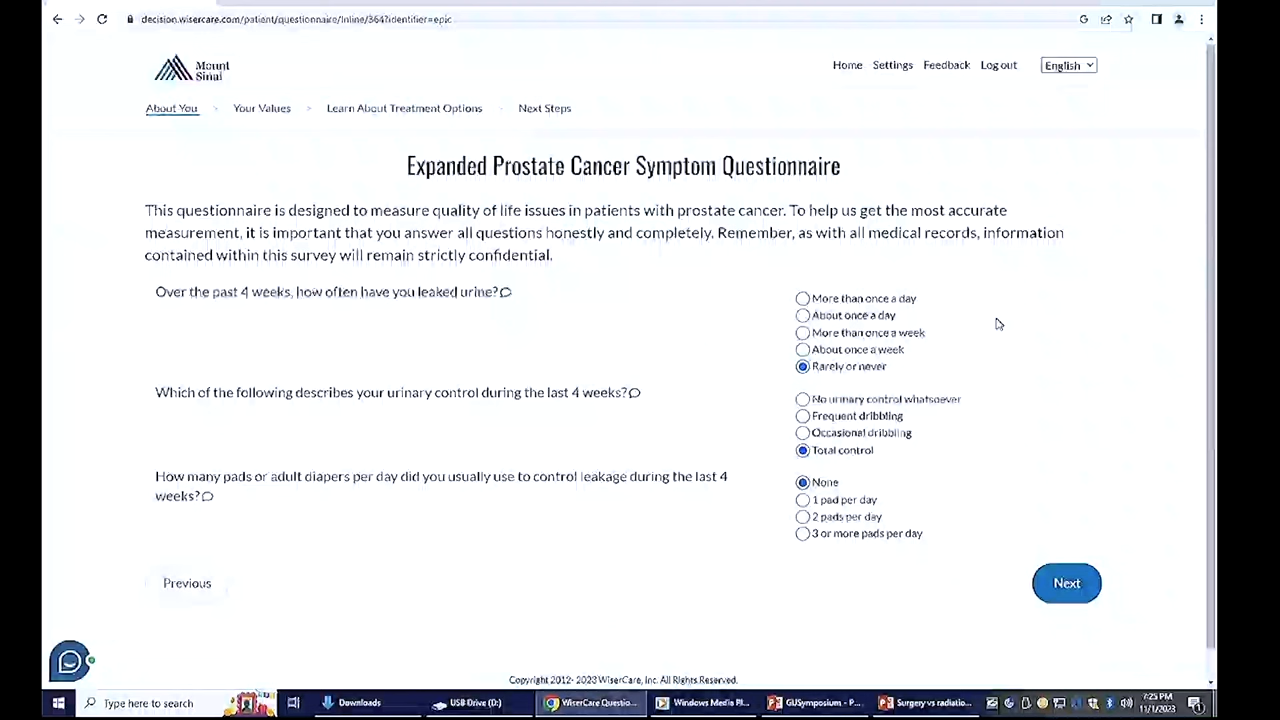 decision.wisercare.com/patient/questionnaire/inline/364?identifier=epic
Mount
Sinai
Home Settings Feedback Log out English
About You > Your Values > Learn About Treatment Options Next Steps
Expanded Prostate Cancer Symptom Questionnaire
This questionnaire is designed to measure quality of life issues in patients with prostate cancer. To help us get the most accurate
measurement, it is important that you answer all questions honestly and completely. Remember, as with all medical records, information
contained within this survey will remain strictly confidential.
Over the past 4 weeks, how often have you leaked urine?
More than once a day
About once a day
More than once a week
About once a week
Rarely or never
Which of the following describes your urinary control during the last 4 weeks?
No urinary control whatsoever
Frequent dribbling
Occasional dribbling
Total control
How many pads or adult diapers per day did you usually use to control leakage during the last 4
weeks?
None
1 pad per day
2 pads per day
3 or more pads per day
Previous
Next
Copyright 2012- 2023 WiserCare, Inc. All Rights Reserved.
Type here to search Downloads USB Drive (D:) WiserCare Questio... Windows Media Pl... GUSymposium - P... Surgery vs radiatio... 7:25 PM
11/1/2023